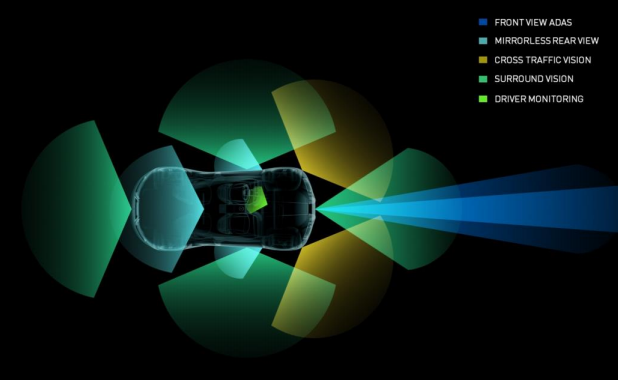 FRONT VIEW ADAS
MIRRORLESS REAR VIEW
CROSS TRAFFIC VISION
SURROUND VISION
DRIVER MONITORING